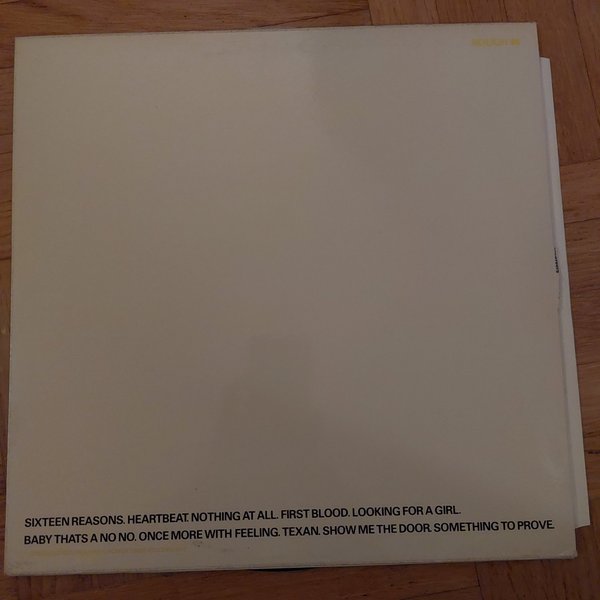 SIXTEEN REASONS. HEARTBEAT. NOTHING AT ALL. FIRST BLOOD. LOOKING FOR A GIRL.
BABY THATS A NO NO. ONCE MORE WITH FEELING. TEXAN. SHOW ME THE DOOR. SOMETHING TO PROVE.